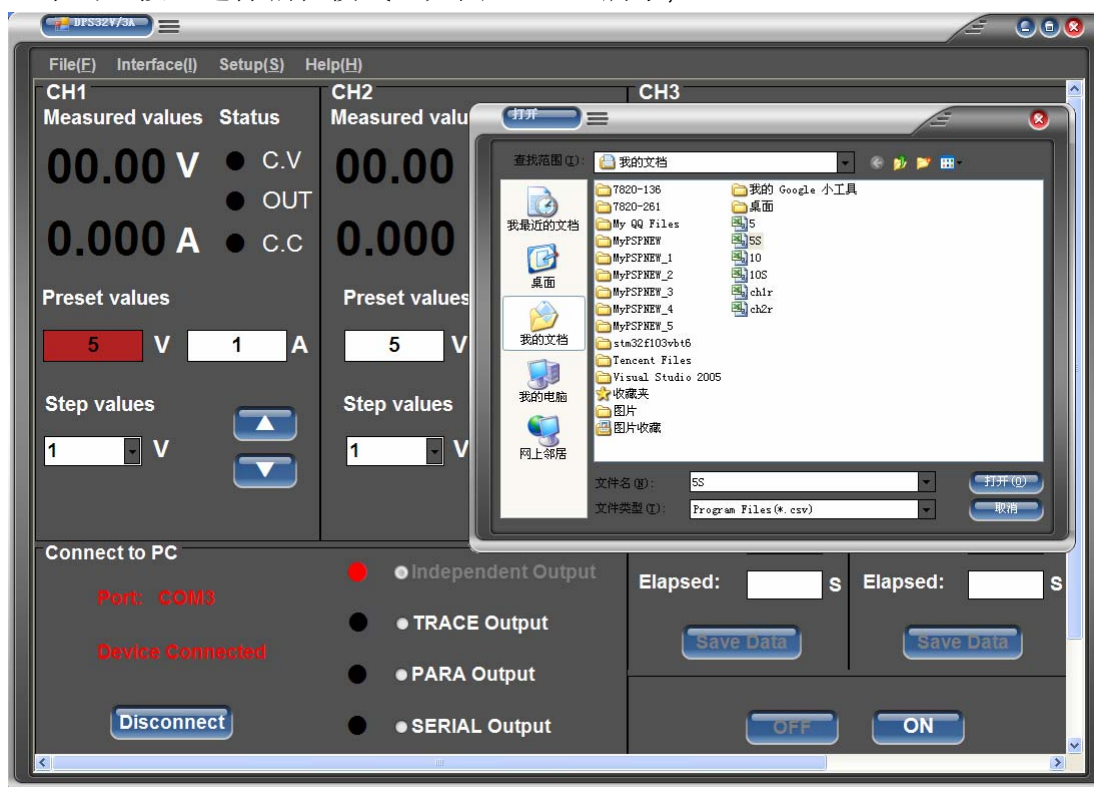 DPS32V/3A
File(F) Interface(I) Setup(S) Help(H)
CH1
Measured values Status
00.00 V
C.V
OUT
0.000 A
C.C
Preset values
5 V 1 A
Step values
1 V
CH2
Measured valu
00.00
0.000
Preset values
5 V
Step values
1 V
CH3
打开
查找范围(I):
我的文档
我最近的文档
桌面
我的文档
我的电脑
网上邻居
7820-136
7820-261
My QQ Files
MyPSPNEW
MyPSPNEW_1
MyPSPNEW_2
MyPSPNEW_3
MyPSPNEW_4
MyPSPNEW_5
stm32f103vbt6
Tencent Files
Visual Studio 2005
收藏夹
图片
图片收藏
我的 Google 小工具
桌面
5
5S
10
10S
ch1r
ch2r
文件名(N): 5S 打开(O)
文件类型(T): Program Files(*.csv) 取消
Connect to PC
Port: COM3
Device Connected
Disconnect
Independent Output
TRACE Output
PARA Output
SERIAL Output
Elapsed: S Elapsed: S
Save Data Save Data
OFF ON